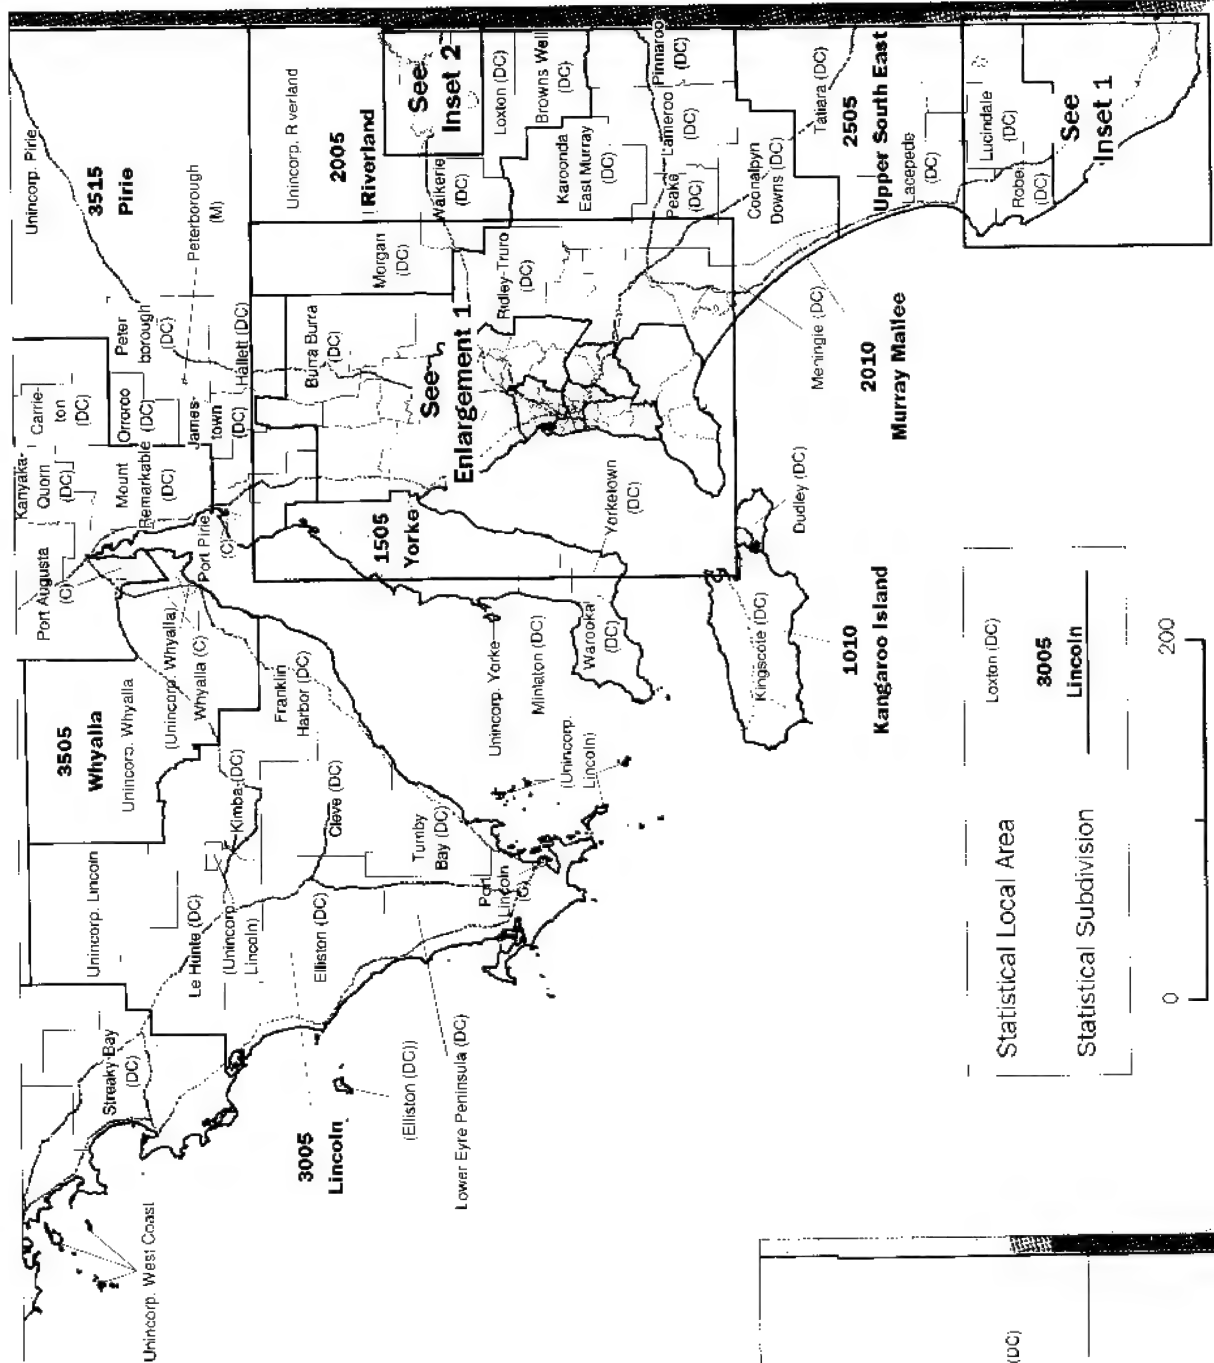 Unincorp. West Coast
Streaky Bay
(DC)
3005
Lincoln
(Elliston (DC))
Lower Eyre Peninsula (DC)
Unincorp. Lincoln
Le Hunte (DC)
(Unincorp.
Lincoln)
Elliston (DC)
Kimba (DC)
Cleve (DC)
Tumby
Bay (DC)
Port
Lincoln
(C)
(Unincorp.
Lincoln)
3505
Whyalla
Unincorp. Whyalla
(Unincorp. Whyalla)
Whyalla (C)
Franklin
Harbor (DC)
Port Augusta
(C)
Kanyaka-
Quorn
(DC)
Carrie-
ton
(DC)
Mount
Remarkable
(DC)
Orroroo
(DC)
Peter
borough
(DC)
Peterborough
(M)
James-
town
(DC)
Hallett (DC)
Port Pirie
(C)
Unincorp. Pirie
3515
Pirie
1505
Yorke
Unincorp. Yorke
Minlaton (DC)
Warooka
(DC)
Yorketown
(DC)
Burra Burra
(DC)
See
Enlargement 1
Morgan
(DC)
Ridley-Truro
(DC)
Unincorp. Riverland
2005
Riverland
Waikerie
(DC)
See
Inset 2
Loxton (DC)
Browns Well
(DC)
Karoonda
East Murray
(DC)
Peake
(DC)
Lameroo
(DC)
Pinnaroo
(DC)
Coonalpyn
Downs (DC)
Meningie (DC)
2010
Murray Mallee
Tatiara (DC)
2505
Upper South East
Lacepede
(DC)
Lucindale
(DC)
Robe
(DC)
See
Inset 1
Dudley (DC)
Kingscote (DC)
1010
Kangaroo Island
Statistical Local Area
Loxton (DC)
Statistical Subdivision
3005
Lincoln
0
200
(DC)